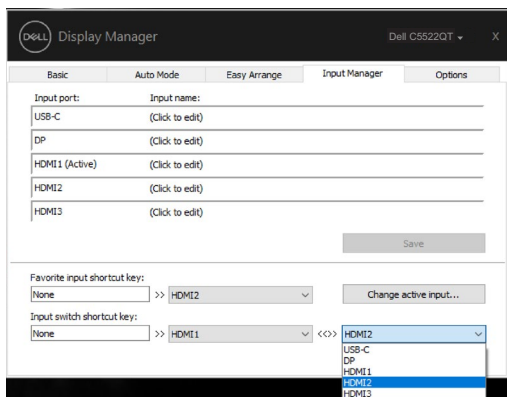 DELL Display Manager Dell C5522QT X
Basic Auto Mode Easy Arrange Input Manager Options
Input port: Input name:
USB-C (Click to edit)
DP (Click to edit)
HDMI1 (Active) (Click to edit)
HDMI2 (Click to edit)
HDMI3 (Click to edit)
Save
Favorite input shortcut key:
None >> HDMI2 Change active input...
Input switch shortcut key:
None >> HDMI1 <<>> HDMI2
USB-C
DP
HDMI1
HDMI2
HDMI3